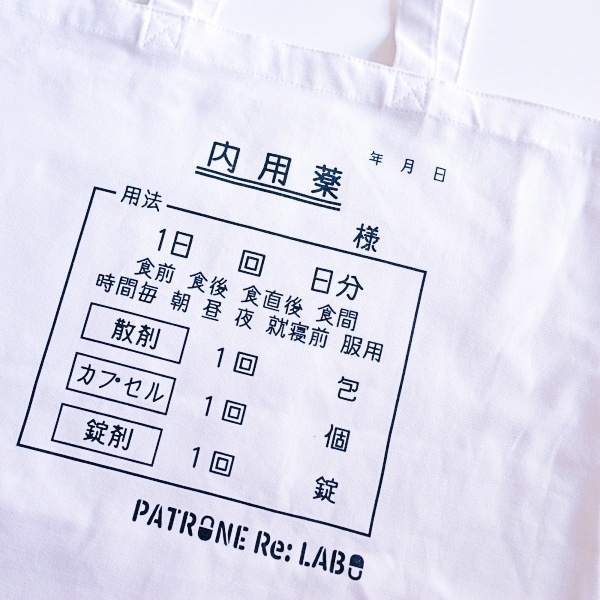 内用薬
年 月 日
様
用法
1日 回 日分
食前 食後 食直後 食間
時間毎 朝 昼 夜 就寝前 服用
散剤 1回 包
カプセル 1回 個
錠剤 1回 錠
PATRONE Re: LABO